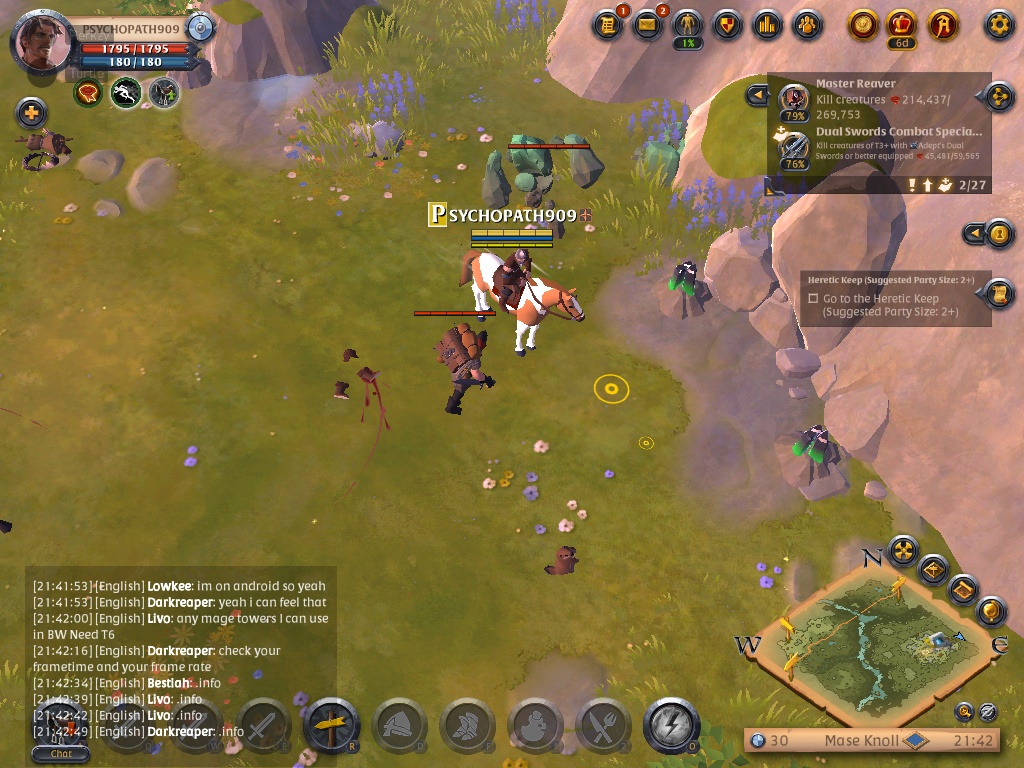 PSYCHOPATH909
1795 / 1795
180 / 180
1
2
1%
6d
Master Reaver
Kill creatures 214,437/
269,753
79%
Dual Swords Combat Specia...
Kill creatures of T3+ with Adept's Dual
Swords or better equipped 45,481/59,565
76%
2/27
PSYCHOPATH909
Heretic Keep (Suggested Party Size: 2+)
Go to the Heretic Keep
(Suggested Party Size: 2+)
[21:41:53] [English] Lowkee: im on android so yeah
[21:41:53] [English] Darkreaper: yeah i can feel that
[21:42:00] [English] Livo: any mage towers I can use
in BW Need T6
[21:42:16] [English] Darkreaper: check your
frametime and your frame rate
[21:42:34] [English] Bestiah: .info
[21:42:39] [English] Livo: .info
[21:42:42] [English] Livo: .info
[21:42:49] [English] Darkreaper: .info
Chat
R
O
N
W
E
30 Mase Knoll 21:42